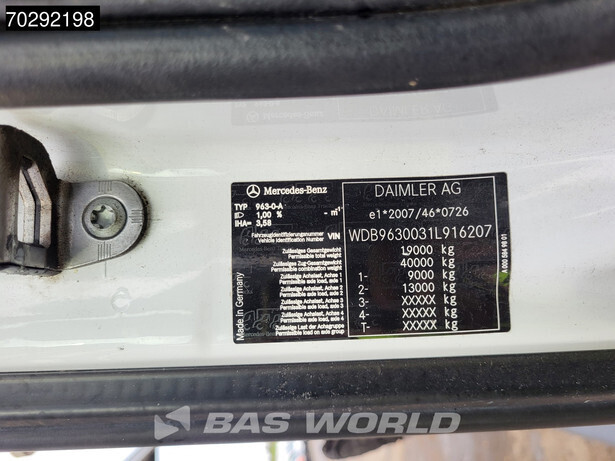 70292198
Mercedes-Benz
DAIMLER AG
TYP 963-0-A
1,00 % - m⁻¹
IHA= 3,58
e1*2007/46*0726
Fahrzeugidentifizierungsnummer
Vehicle Identification Number VIN WDB9630031L916207
Zulässiges Gesamtgewicht
Permissible total weight 19000 kg
Zulässiges Zug-Gesamtgewicht
Permissible combination weight 40000 kg
Zulässige Achslast, Achse 1
Permissible axle load, axle 1 1- 9000 kg
Zulässige Achslast, Achse 2
Permissible axle load, axle 2 2- 13000 kg
Zulässige Achslast, Achse 3
Permissible axle load, axle 3 3- XXXXX kg
Zulässige Achslast, Achse 4
Permissible axle load, axle 4 4- XXXXX kg
Zulässige Last der Achsgruppe
Permissible load on axle group T- XXXXX kg
Made in Germany
BAS WORLD